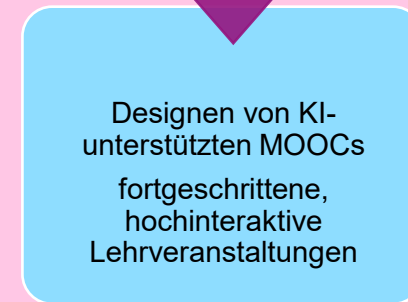 Designen von KI-
unterstützten MOOCs
fortgeschrittene,
hochinteraktive
Lehrveranstaltungen